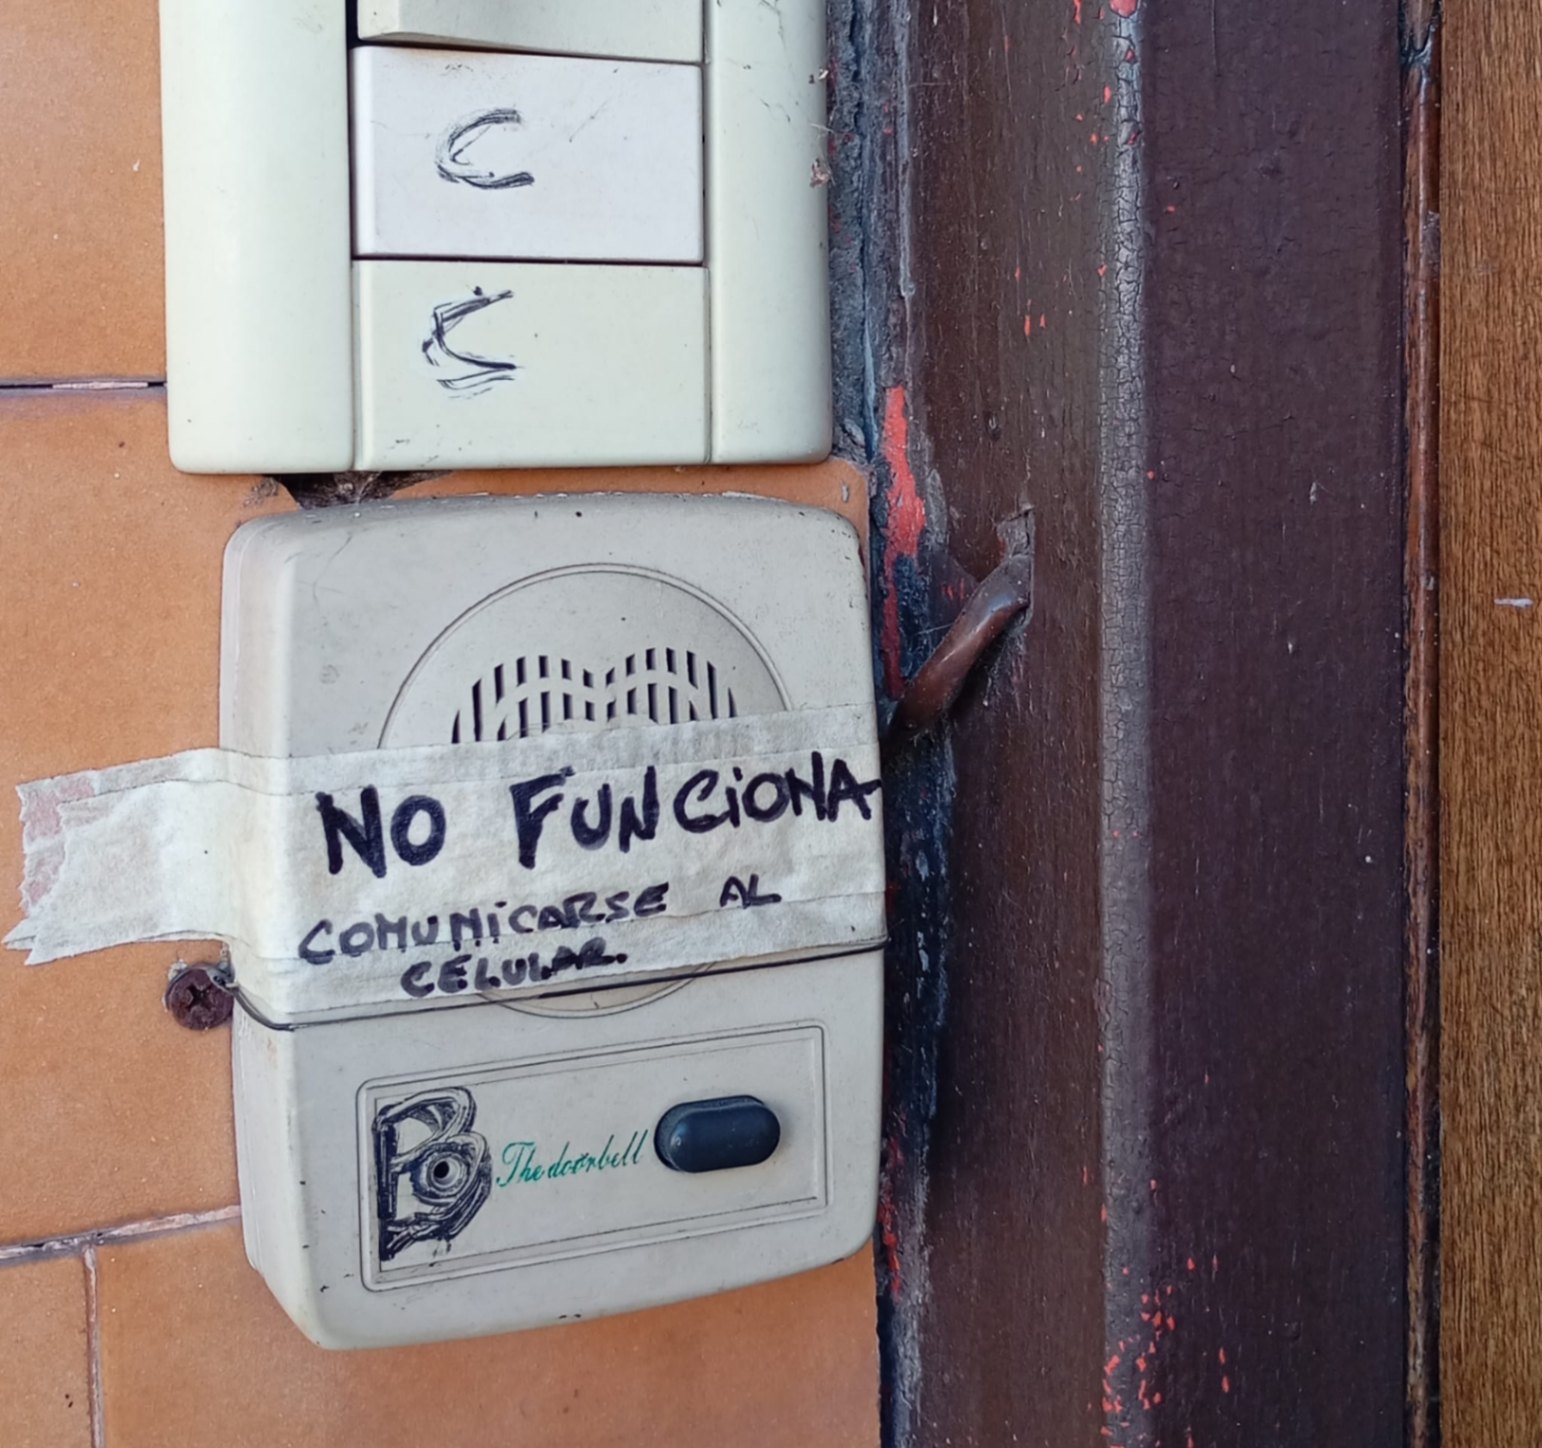 C
C
NO FUNCIONA
COMUNICARSE AL
CELULAR.
B The doorbell